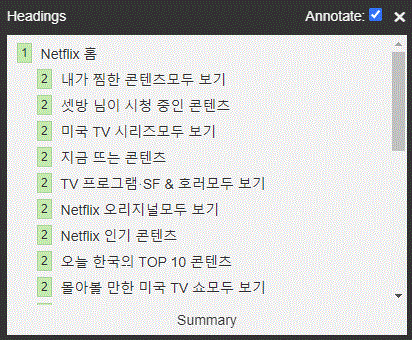 Headings Annotate: ×
1 Netflix 홈
2 내가 찜한 콘텐츠모두 보기
2 셋방 님이 시청 중인 콘텐츠
2 미국 TV 시리즈모두 보기
2 지금 뜨는 콘텐츠
2 TV 프로그램·SF & 호러모두 보기
2 Netflix 오리지널모두 보기
2 Netflix 인기 콘텐츠
2 오늘 한국의 TOP 10 콘텐츠
2 몰아볼 만한 미국 TV 쇼모두 보기
Summary